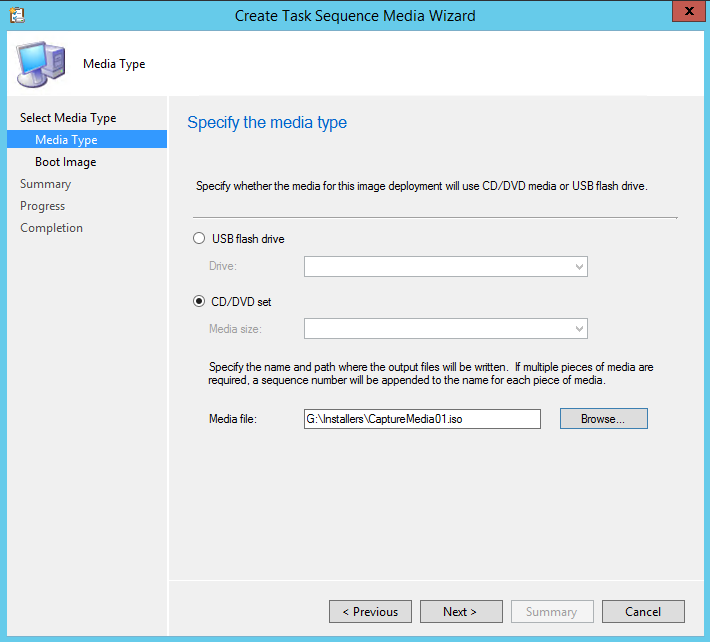 Create Task Sequence Media Wizard
x
Media Type
Select Media Type
Media Type
Boot Image
Summary
Progress
Completion
Specify the media type
Specify whether the media for this image deployment will use CD/DVD media or USB flash drive.
USB flash drive
Drive:
CD/DVD set
Media size:
Specify the name and path where the output files will be written.  If multiple pieces of media are
required, a sequence number will be appended to the name for each piece of media.
Media file:
G:\Installers\CaptureMedia01.iso
Browse...
< Previous
Next >
Summary
Cancel